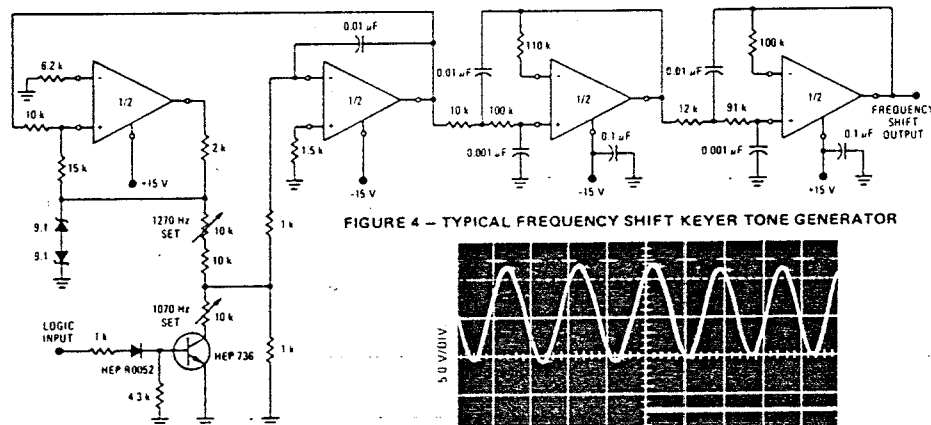 0.01 µF
6.2 k
110 k
100 k
0.01 µF
0.01 µF
1/2
1/2
1/2
1/2
10 k
10 k
100 k
12 k
91 k
FREQUENCY
SHIFT
OUTPUT
15 k
2 k
1.5 k
0.001 µF
0.1 µF
0.001 µF
0.1 µF
+15 V
-15 V
-15 V
+15 V
9.1
9.1
1270 Hz
SET
10 k
10 k
1 k
FIGURE 4 – TYPICAL FREQUENCY SHIFT KEYER TONE GENERATOR
1070 Hz
SET
10 k
LOGIC
INPUT
1 k
HEP R0052
HEP 736
4.3 k
1 k
5.0 V/DIV.